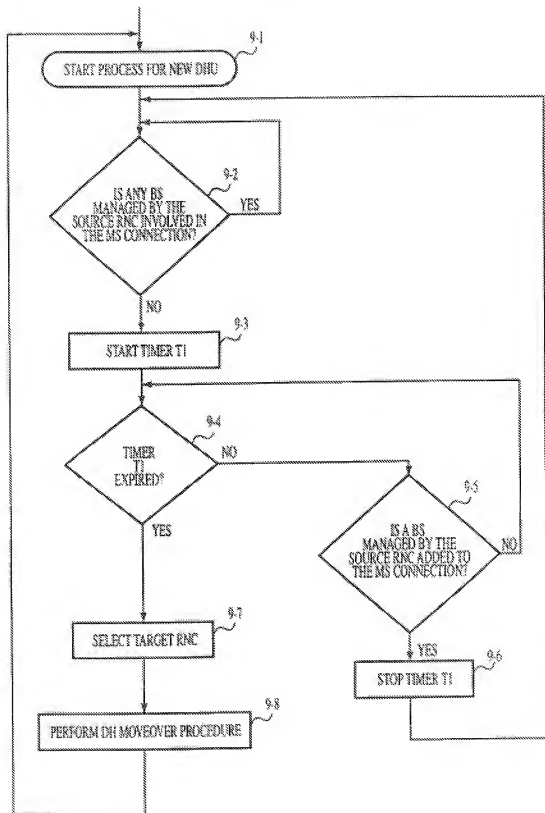 9-1
START PROCESS FOR NEW DHU
9-2
IS ANY BS
MANAGED BY THE
SOURCE RNC INVOLVED IN
THE MS CONNECTION?
YES
NO
9-3
START TIMER T1
9-4
TIMER
T1
EXPIRED?
NO
YES
9-5
IS A BS
MANAGED BY THE
SOURCE RNC ADDED TO
THE MS CONNECTION?
NO
YES
9-7
SELECT TARGET RNC
9-6
STOP TIMER T1
9-8
PERFORM DH MOVEOVER PROCEDURE